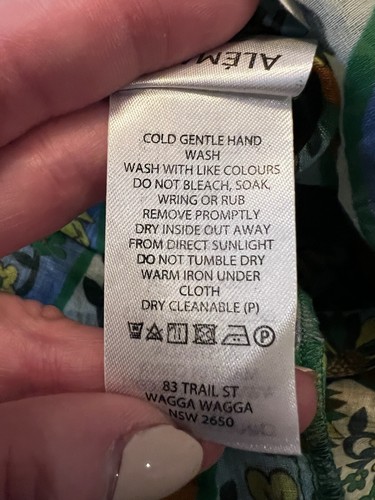 COLD GENTLE HAND
WASH
WASH WITH LIKE COLOURS
DO NOT BLEACH, SOAK,
WRING OR RUB
REMOVE PROMPTLY
DRY INSIDE OUT AWAY
FROM DIRECT SUNLIGHT
DO NOT TUMBLE DRY
WARM IRON UNDER
CLOTH
DRY CLEANABLE (P)
P
83 TRAIL ST
WAGGA WAGGA
NSW 2650